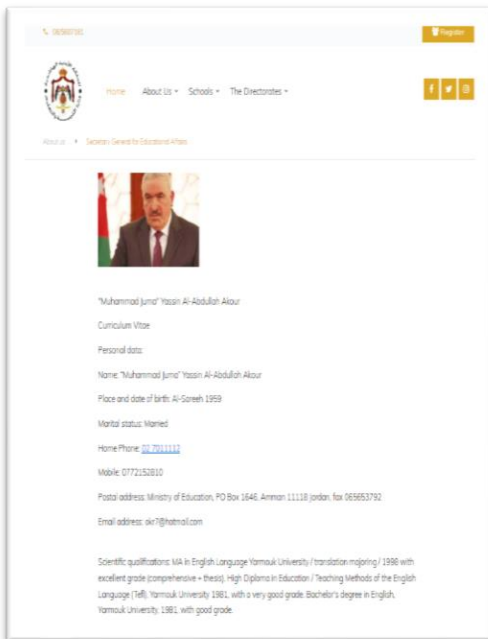 Register
Home About Us Schools The Directorates
About us Secretary General for Educational Affairs
"Muhammad Juma" Yassin Al-Abdullah Akour
Curriculum Vitae
Personal data:
Name: "Muhammad Juma" Yassin Al-Abdullah Akour
Place and date of birth: Al-Sareeh 1959
Marital status: Married
Home Phone: 02 7011112
Mobile: 0772152810
Postal address: Ministry of Education, PO Box 1646, Amman 11118 Jordan, fax 065653792
Email address: okr7@hotmail.com
Scientific qualifications: MA in English Language Yarmouk University / translation majoring / 1998 with
excellent grade (comprehensive + thesis), High Diploma in Education / Teaching Methods of the English
Language (Tefl), Yarmouk University 1981, with a very good grade. Bachelor's degree in English,
Yarmouk University, 1981, with good grade.